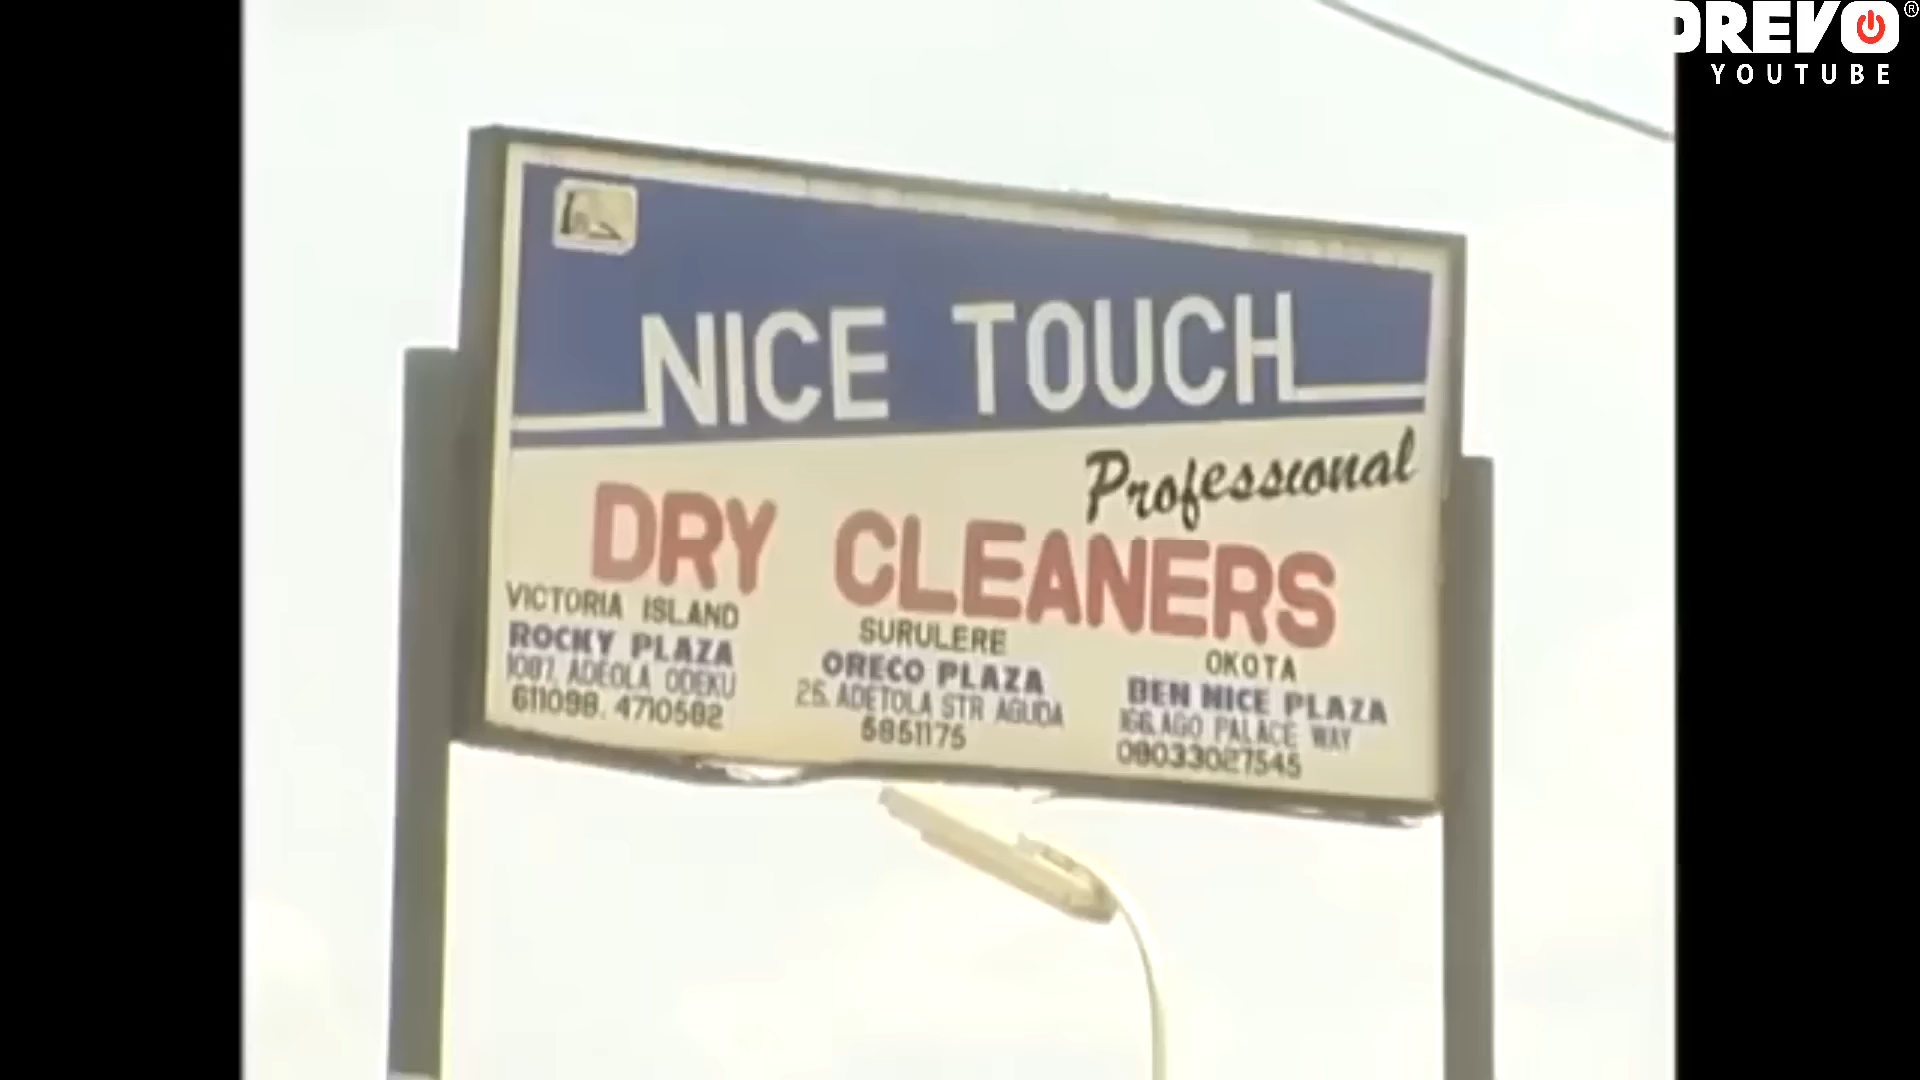 DREVO®
YOUTUBE
NICE TOUCH
Professional
DRY CLEANERS
VICTORIA ISLAND
ROCKY PLAZA
1087, ADEOLA ODEKU
611098. 4710582
SURULERE
ORECO PLAZA
25, ADETOLA STR AGUDA
5851175
OKOTA
BEN NICE PLAZA
166, AGO PALACE WAY
08033027545